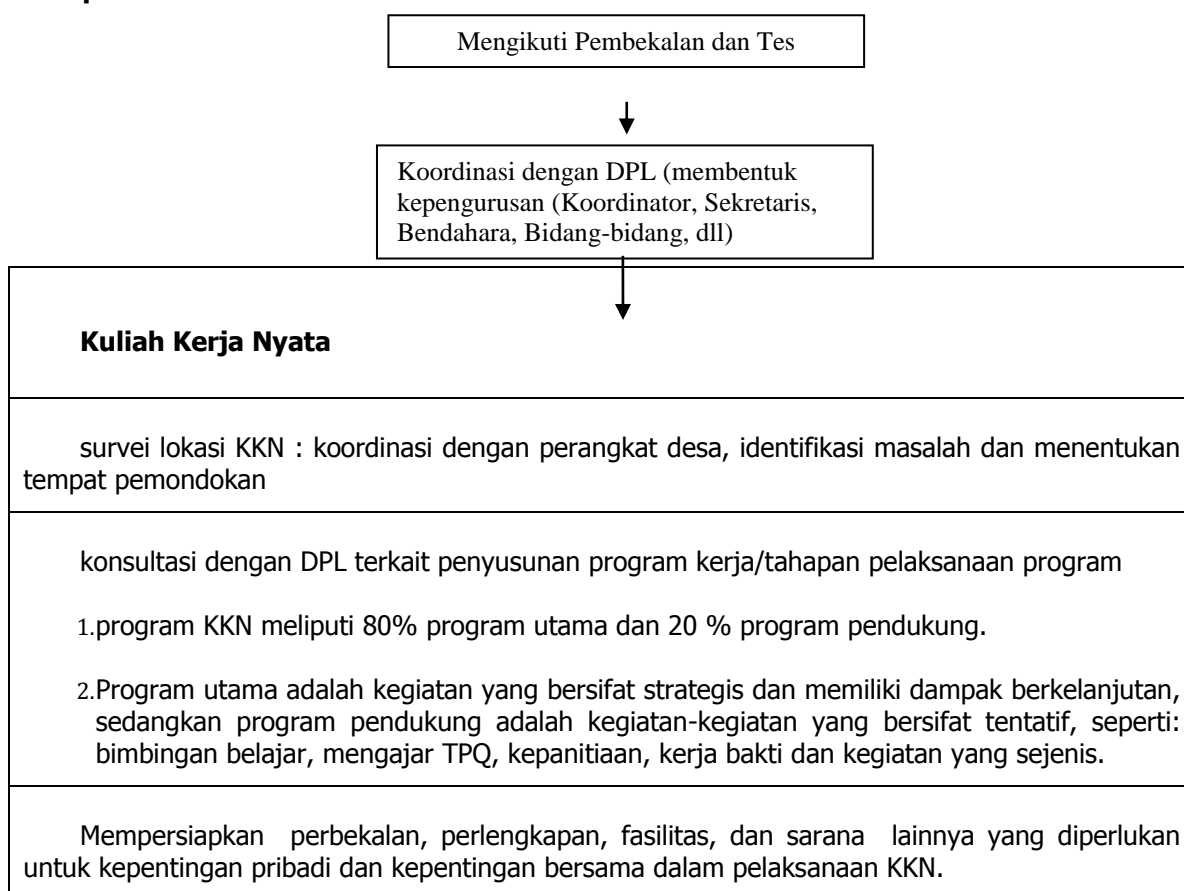 Mengikuti Pembekalan dan Tes
Koordinasi dengan DPL (membentuk
kepengurusan (Koordinator, Sekretaris,
Bendahara, Bidang-bidang, dll)
Kuliah Kerja Nyata
survei lokasi KKN : koordinasi dengan perangkat desa, identifikasi masalah dan menentukan
tempat pemondokan
konsultasi dengan DPL terkait penyusunan program kerja/tahapan pelaksanaan program
1.program KKN meliputi 80% program utama dan 20 % program pendukung.
2.Program utama adalah kegiatan yang bersifat strategis dan memiliki dampak berkelanjutan,
sedangkan program pendukung adalah kegiatan-kegiatan yang bersifat tentatif, seperti:
bimbingan belajar, mengajar TPQ, kepanitiaan, kerja bakti dan kegiatan yang sejenis.
Mempersiapkan perbekalan, perlengkapan, fasilitas, dan sarana lainnya yang diperlukan
untuk kepentingan pribadi dan kepentingan bersama dalam pelaksanaan KKN.